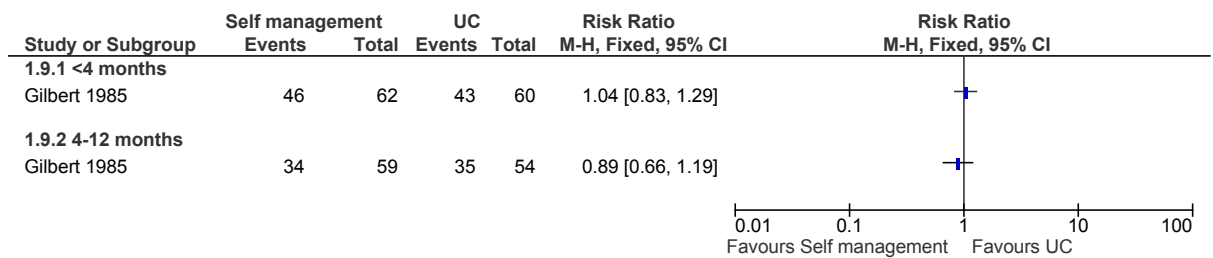 Self management UC Risk Ratio Risk Ratio
Study or Subgroup Events Total Events Total M-H, Fixed, 95% CI M-H, Fixed, 95% CI
1.9.1 <4 months
Gilbert 1985 46 62 43 60 1.04 [0.83, 1.29]
1.9.2 4-12 months
Gilbert 1985 34 59 35 54 0.89 [0.66, 1.19]
0.01 0.1 1 10 100
Favours Self management Favours UC